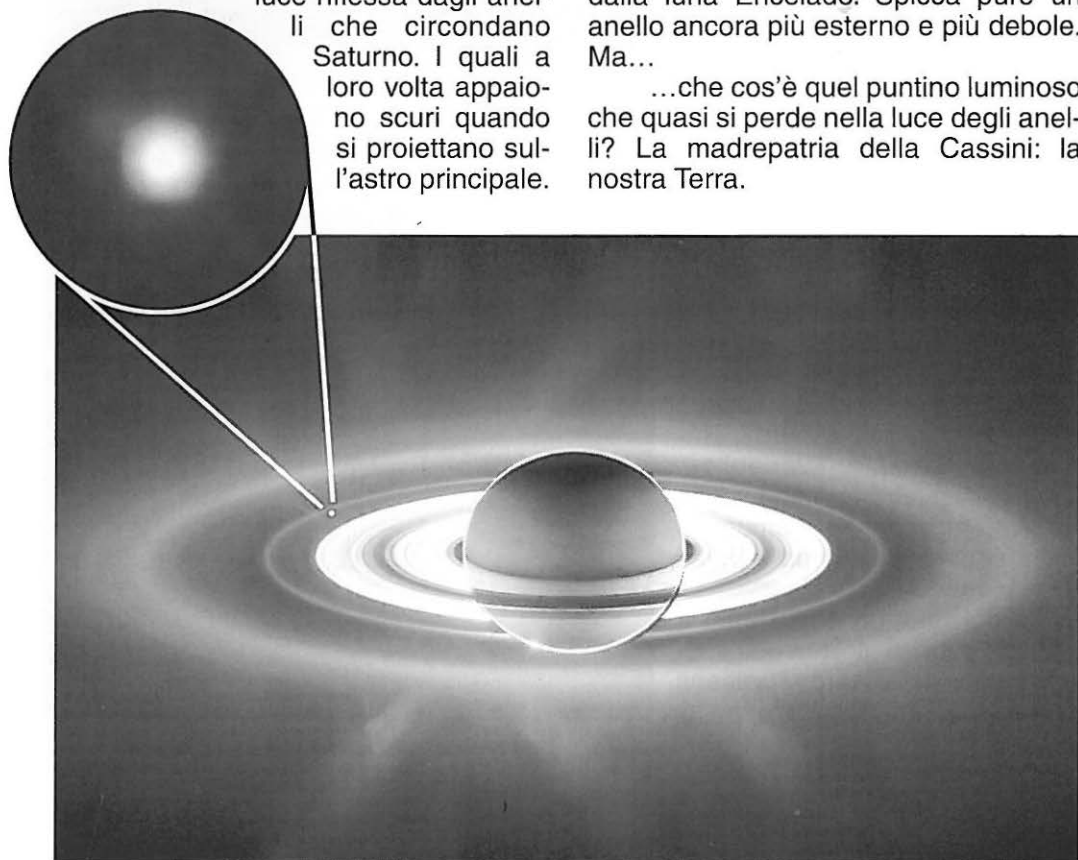 luce riflessa dagli anel-
li che circondano
Saturno. I quali a
loro volta appaio-
no scuri quando
si proiettano sul-
l'astro principale.
dalla luna Encelado. Spicca pure un
anello ancora più esterno e più debole.
Ma…
…che cos'è quel puntino luminoso
che quasi si perde nella luce degli anel-
li? La madrepatria della Cassini: la
nostra Terra.